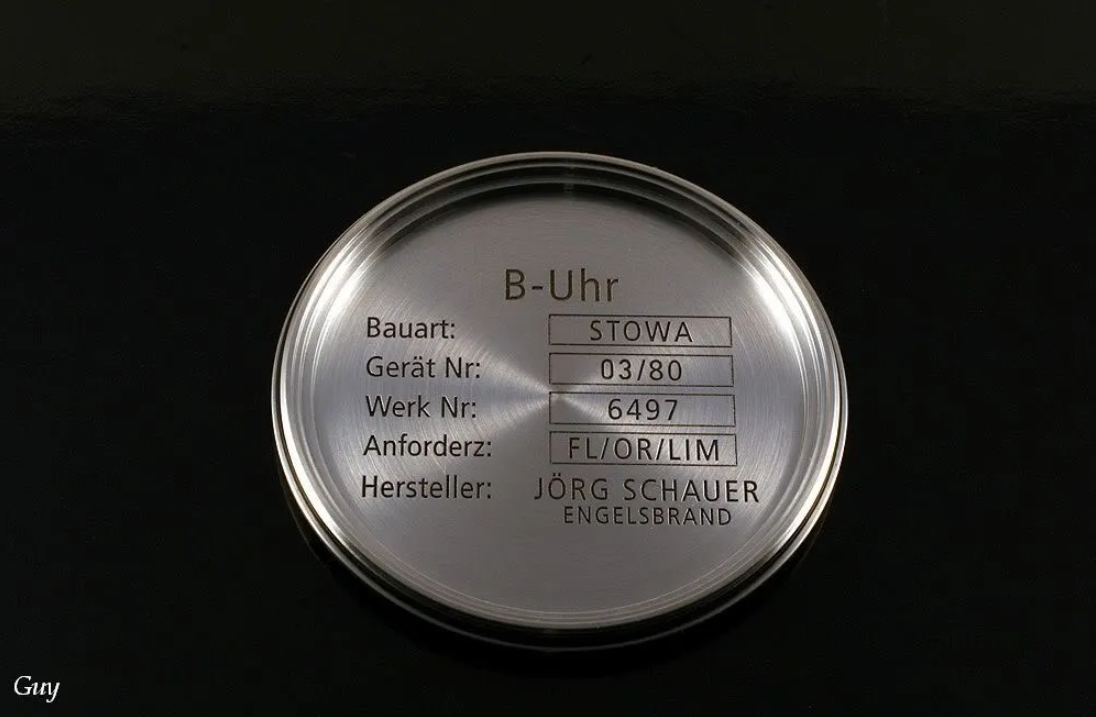 B-Uhr
Bauart: STOWA
Gerät Nr: 03/80
Werk Nr: 6497
Anforderz: FL/OR/LIM
Hersteller: JÖRG SCHAUER
ENGELSBRAND
Guy